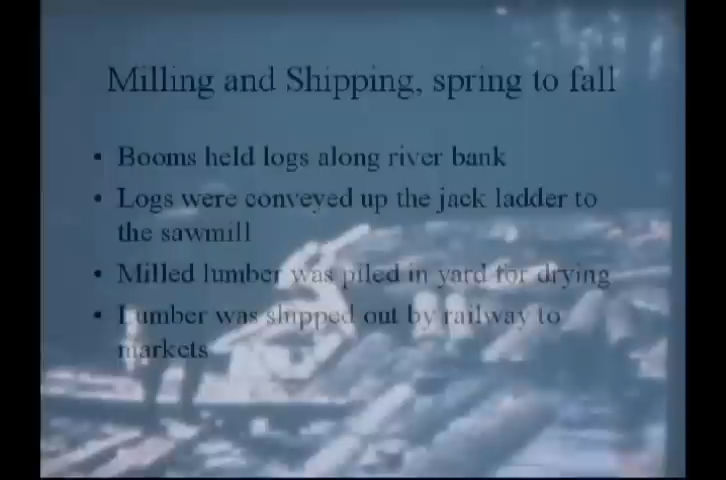 Milling and Shipping, spring to fall
• Booms held logs along river bank
• Logs were conveyed up the jack ladder to
the sawmill
• Milled lumber was piled in yard for drying
• Lumber was shipped out by railway to
markets